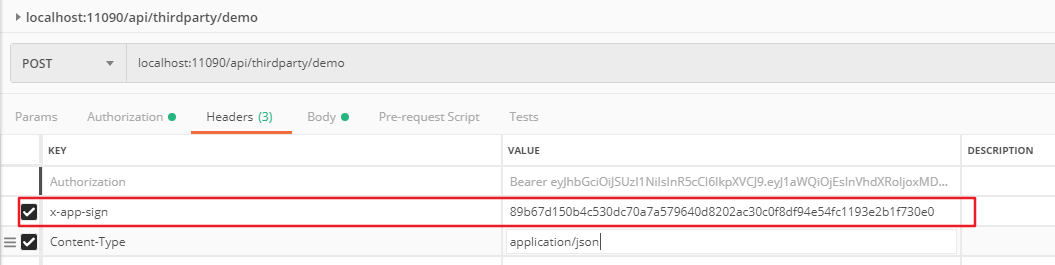 localhost:11090/api/thirdparty/demo
POST localhost:11090/api/thirdparty/demo
Params Authorization Headers (3) Body Pre-request Script Tests
KEY VALUE DESCRIPTION
Authorization Bearer eyJhbGciOiJSUzI1NiIsInR5cCI6IkpXVCJ9.eyJ1aWQiOjEsInVhdXRoIjoxMD...
x-app-sign 89b67d150b4c530dc70a7a579640d8202ac30c0f8df94e54fc1193e2b1f730e0
Content-Type application/json